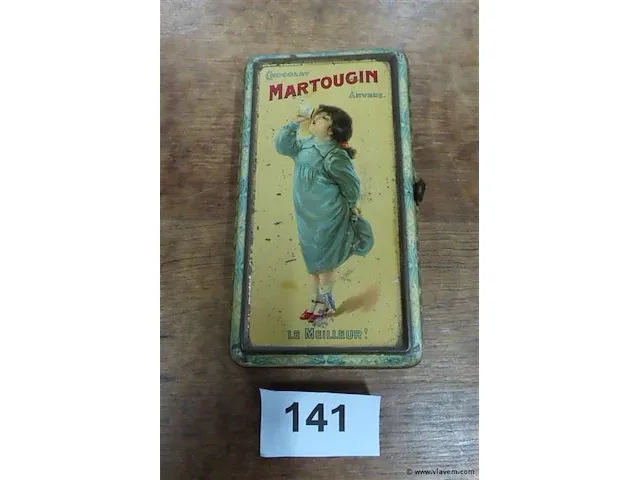 CHOCOLAT
MARTOUGIN
ANVERS.
LE MEILLEUR!
141
© www.vlavem.com